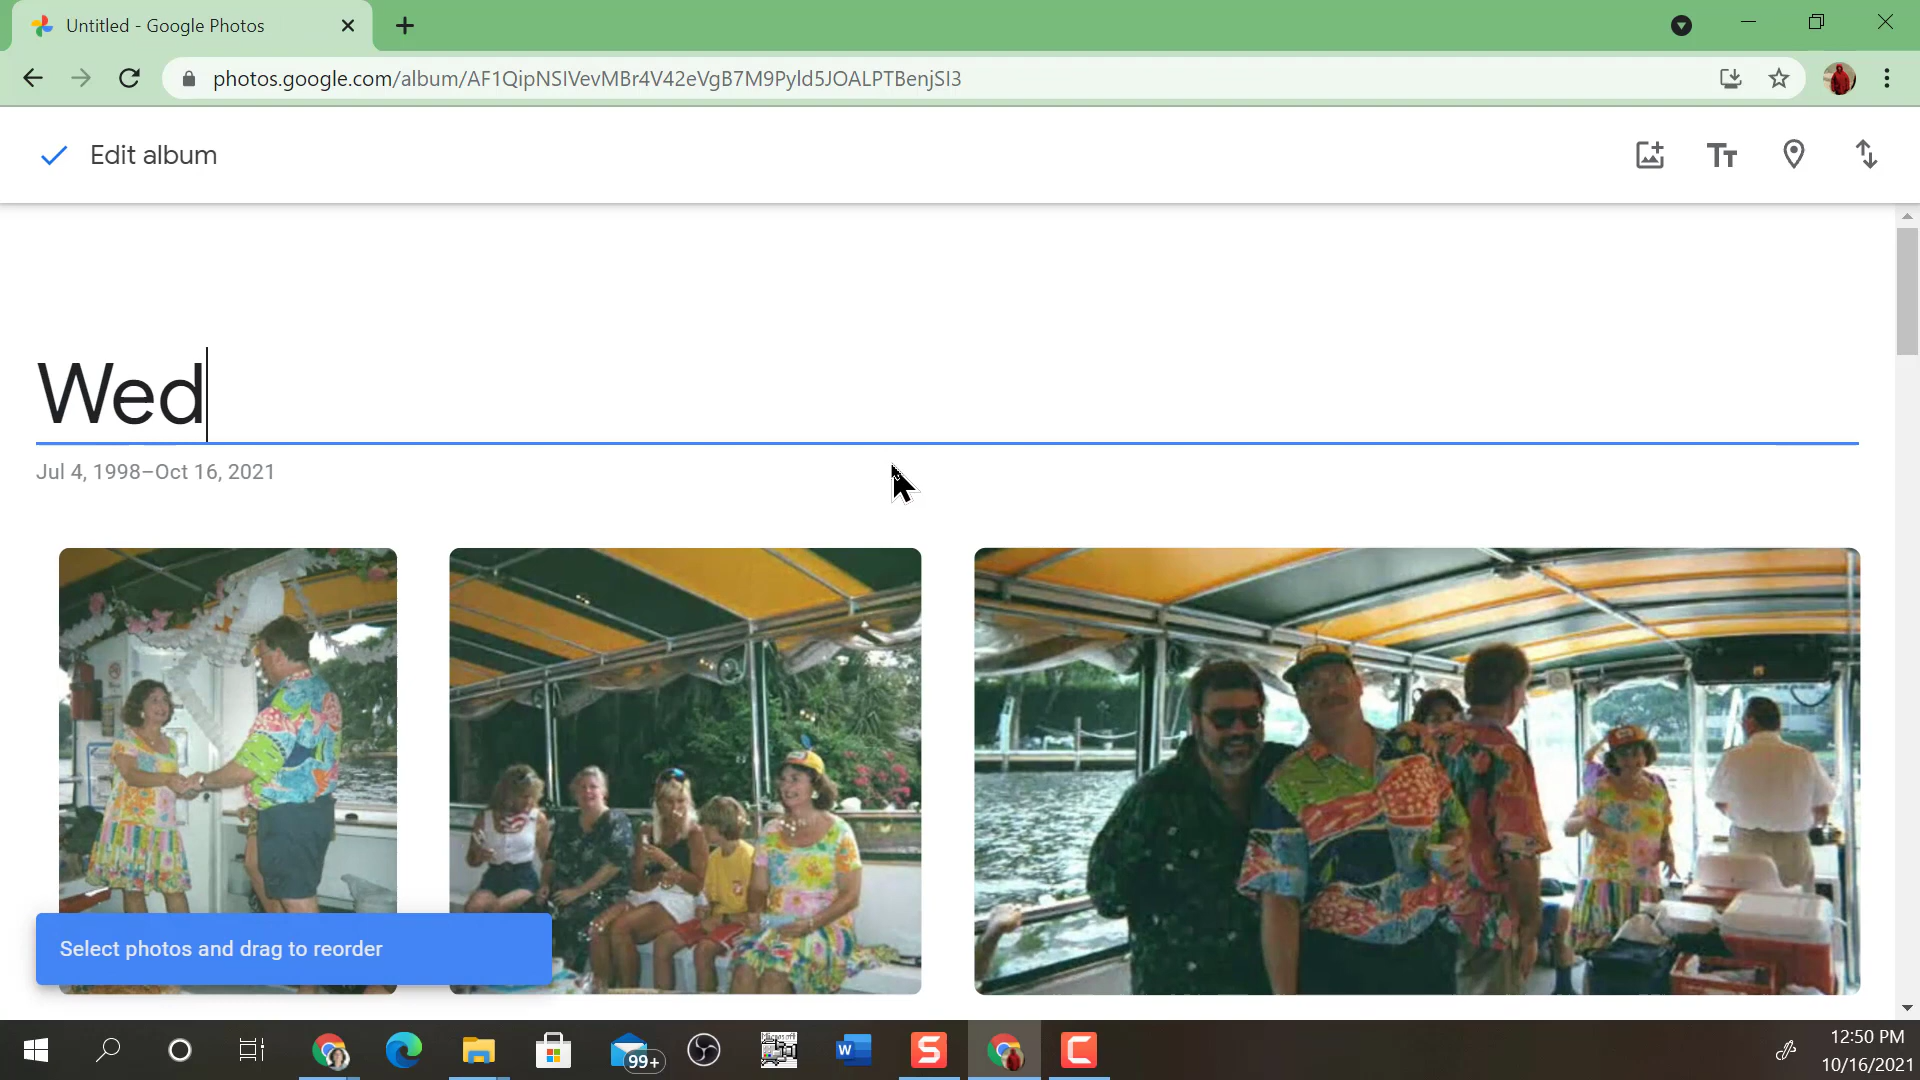 Untitled - Google Photos
photos.google.com/album/AF1QipNSIVevMBr4V42eVgB7M9Pyld5JOALPTBenjSI3
Edit album
Wed
Jul 4, 1998–Oct 16, 2021
Select photos and drag to reorder
99+
W
S
C
12:50 PM
10/16/2021